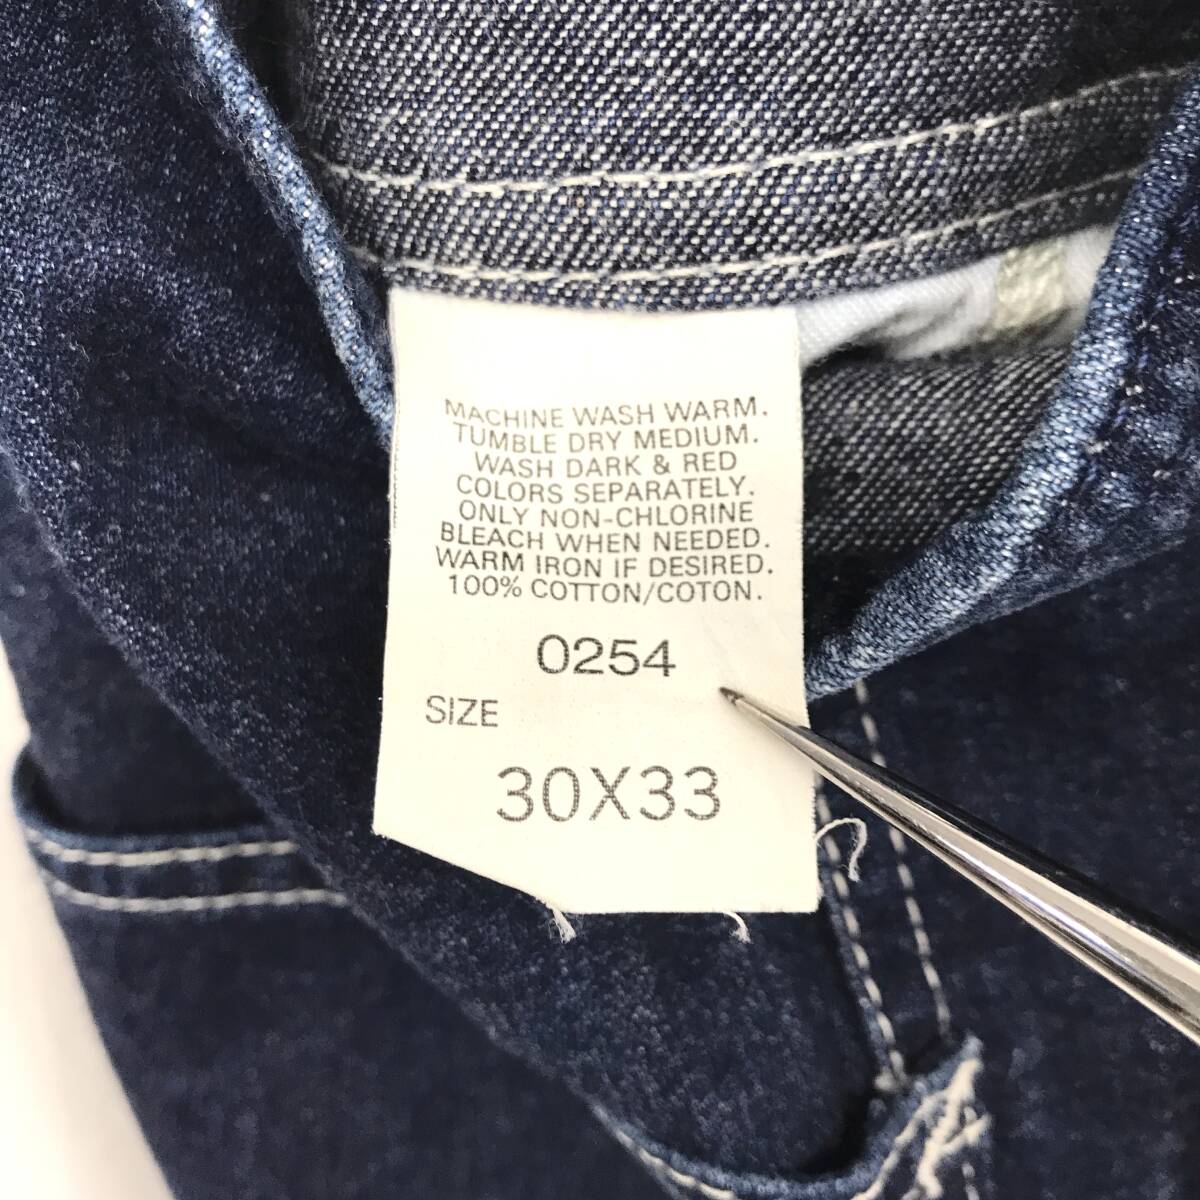 MACHINE WASH WARM.
TUMBLE DRY MEDIUM.
WASH DARK & RED
COLORS SEPARATELY.
ONLY NON-CHLORINE
BLEACH WHEN NEEDED.
WARM IRON IF DESIRED.
100% COTTON/COTON.
0254
SIZE
30X33